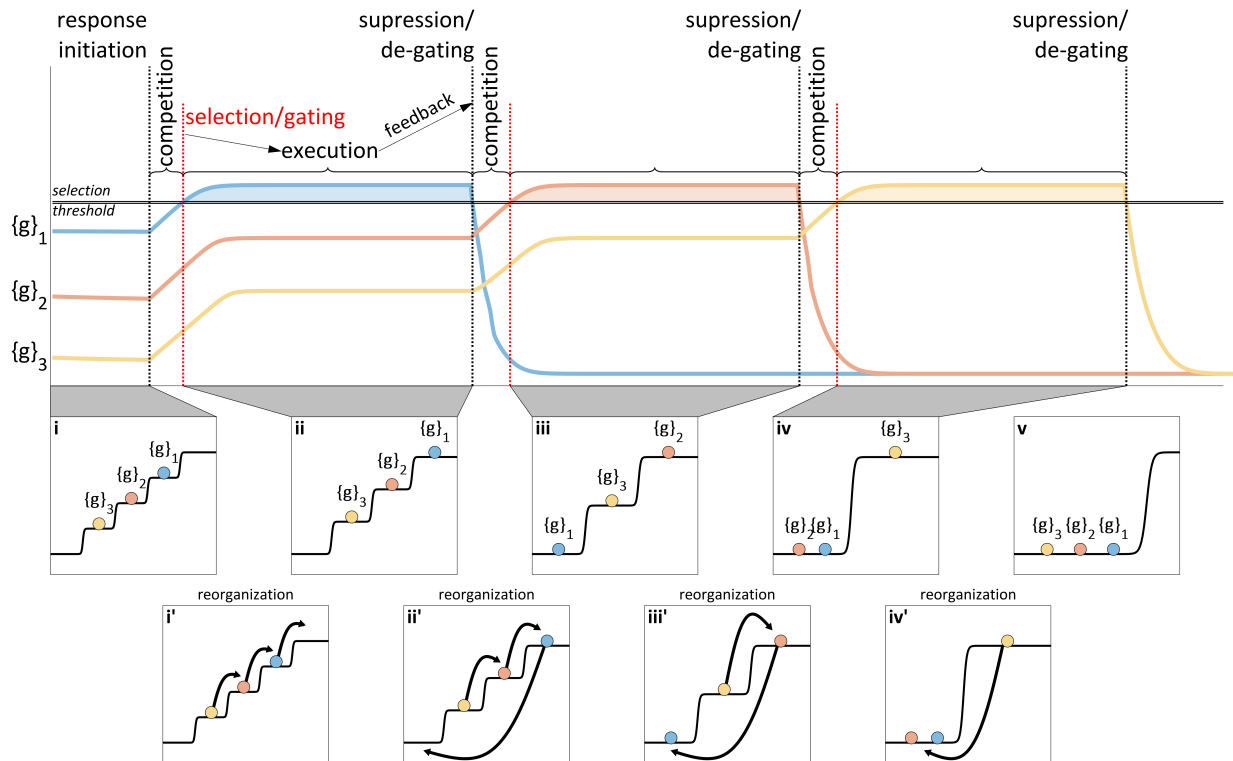 response
initiation
supression/
de-gating
supression/
de-gating
supression/
de-gating
competition
selection/gating
execution
feedback
competition
competition
selection
threshold
{g}1
{g}2
{g}3
i
{g}1
{g}2
{g}3
ii
{g}1
{g}2
{g}3
iii
{g}2
{g}3
{g}1
iv
{g}3
{g}2
{g}1
v
{g}3
{g}2
{g}1
reorganization
i'
reorganization
ii'
reorganization
iii'
reorganization
iv'